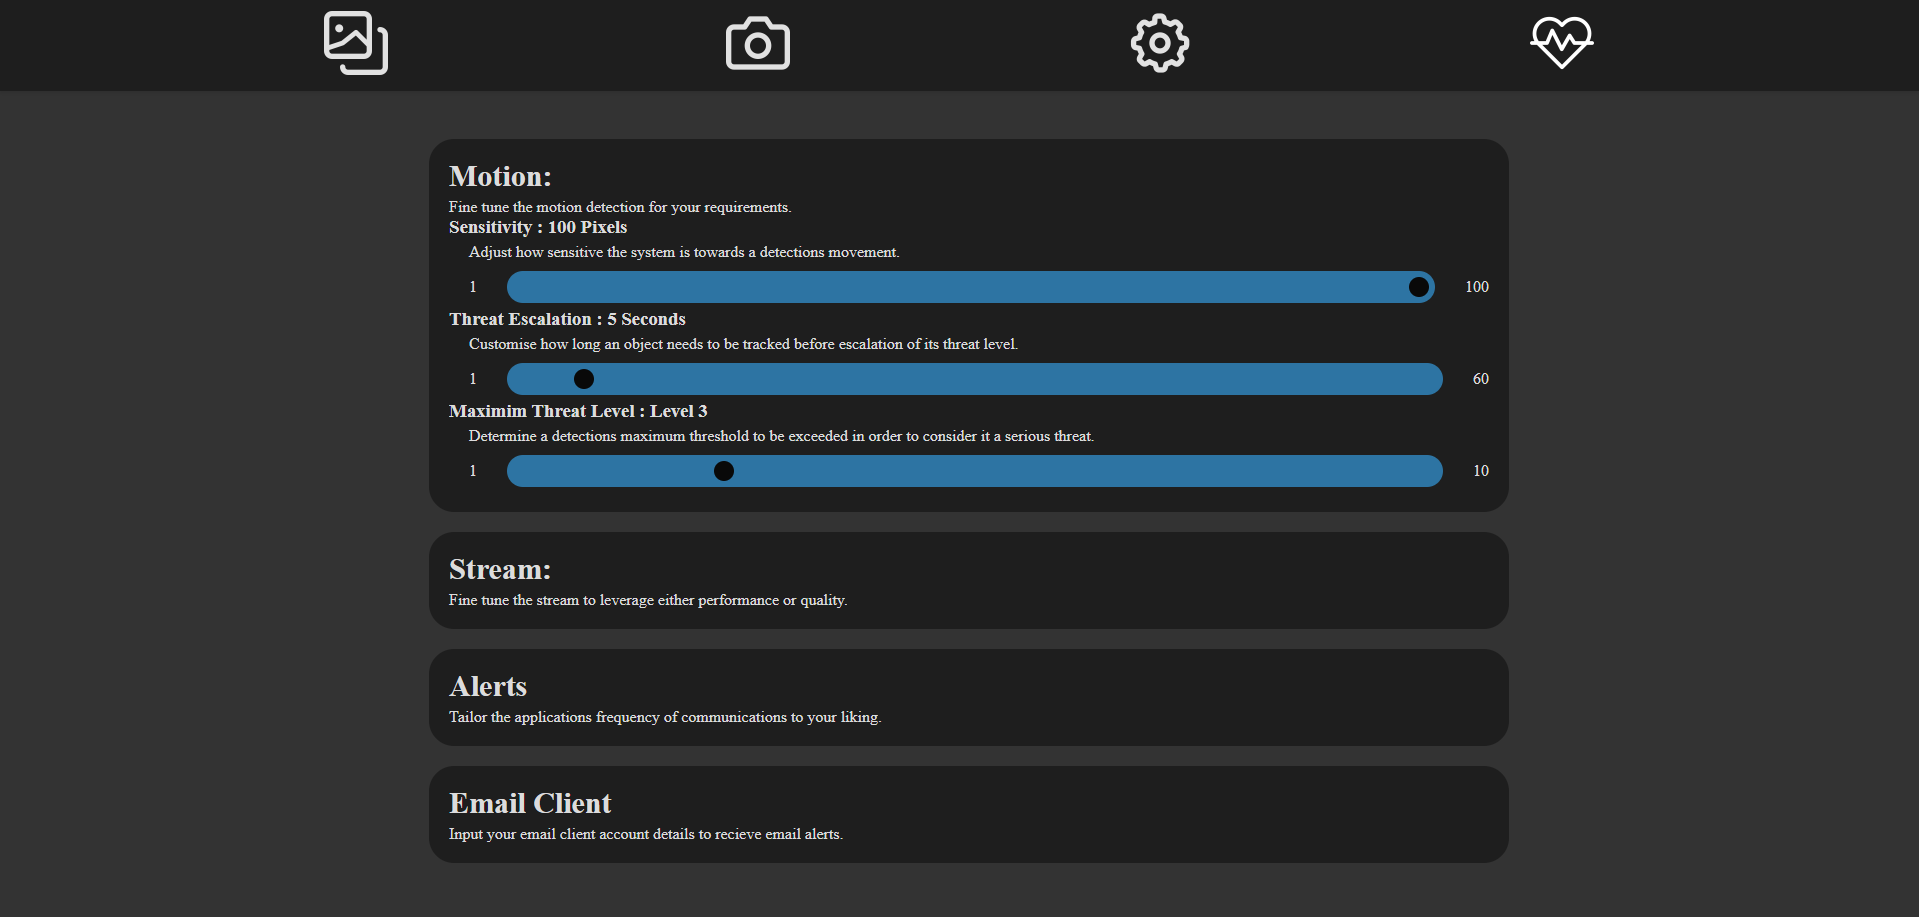 Motion:
Fine tune the motion detection for your requirements.
Sensitivity : 100 Pixels
Adjust how sensitive the system is towards a detections movement.
1 100
Threat Escalation : 5 Seconds
Customise how long an object needs to be tracked before escalation of its threat level.
1 60
Maximim Threat Level : Level 3
Determine a detections maximum threshold to be exceeded in order to consider it a serious threat.
1 10
Stream:
Fine tune the stream to leverage either performance or quality.
Alerts
Tailor the applications frequency of communications to your liking.
Email Client
Input your email client account details to recieve email alerts.